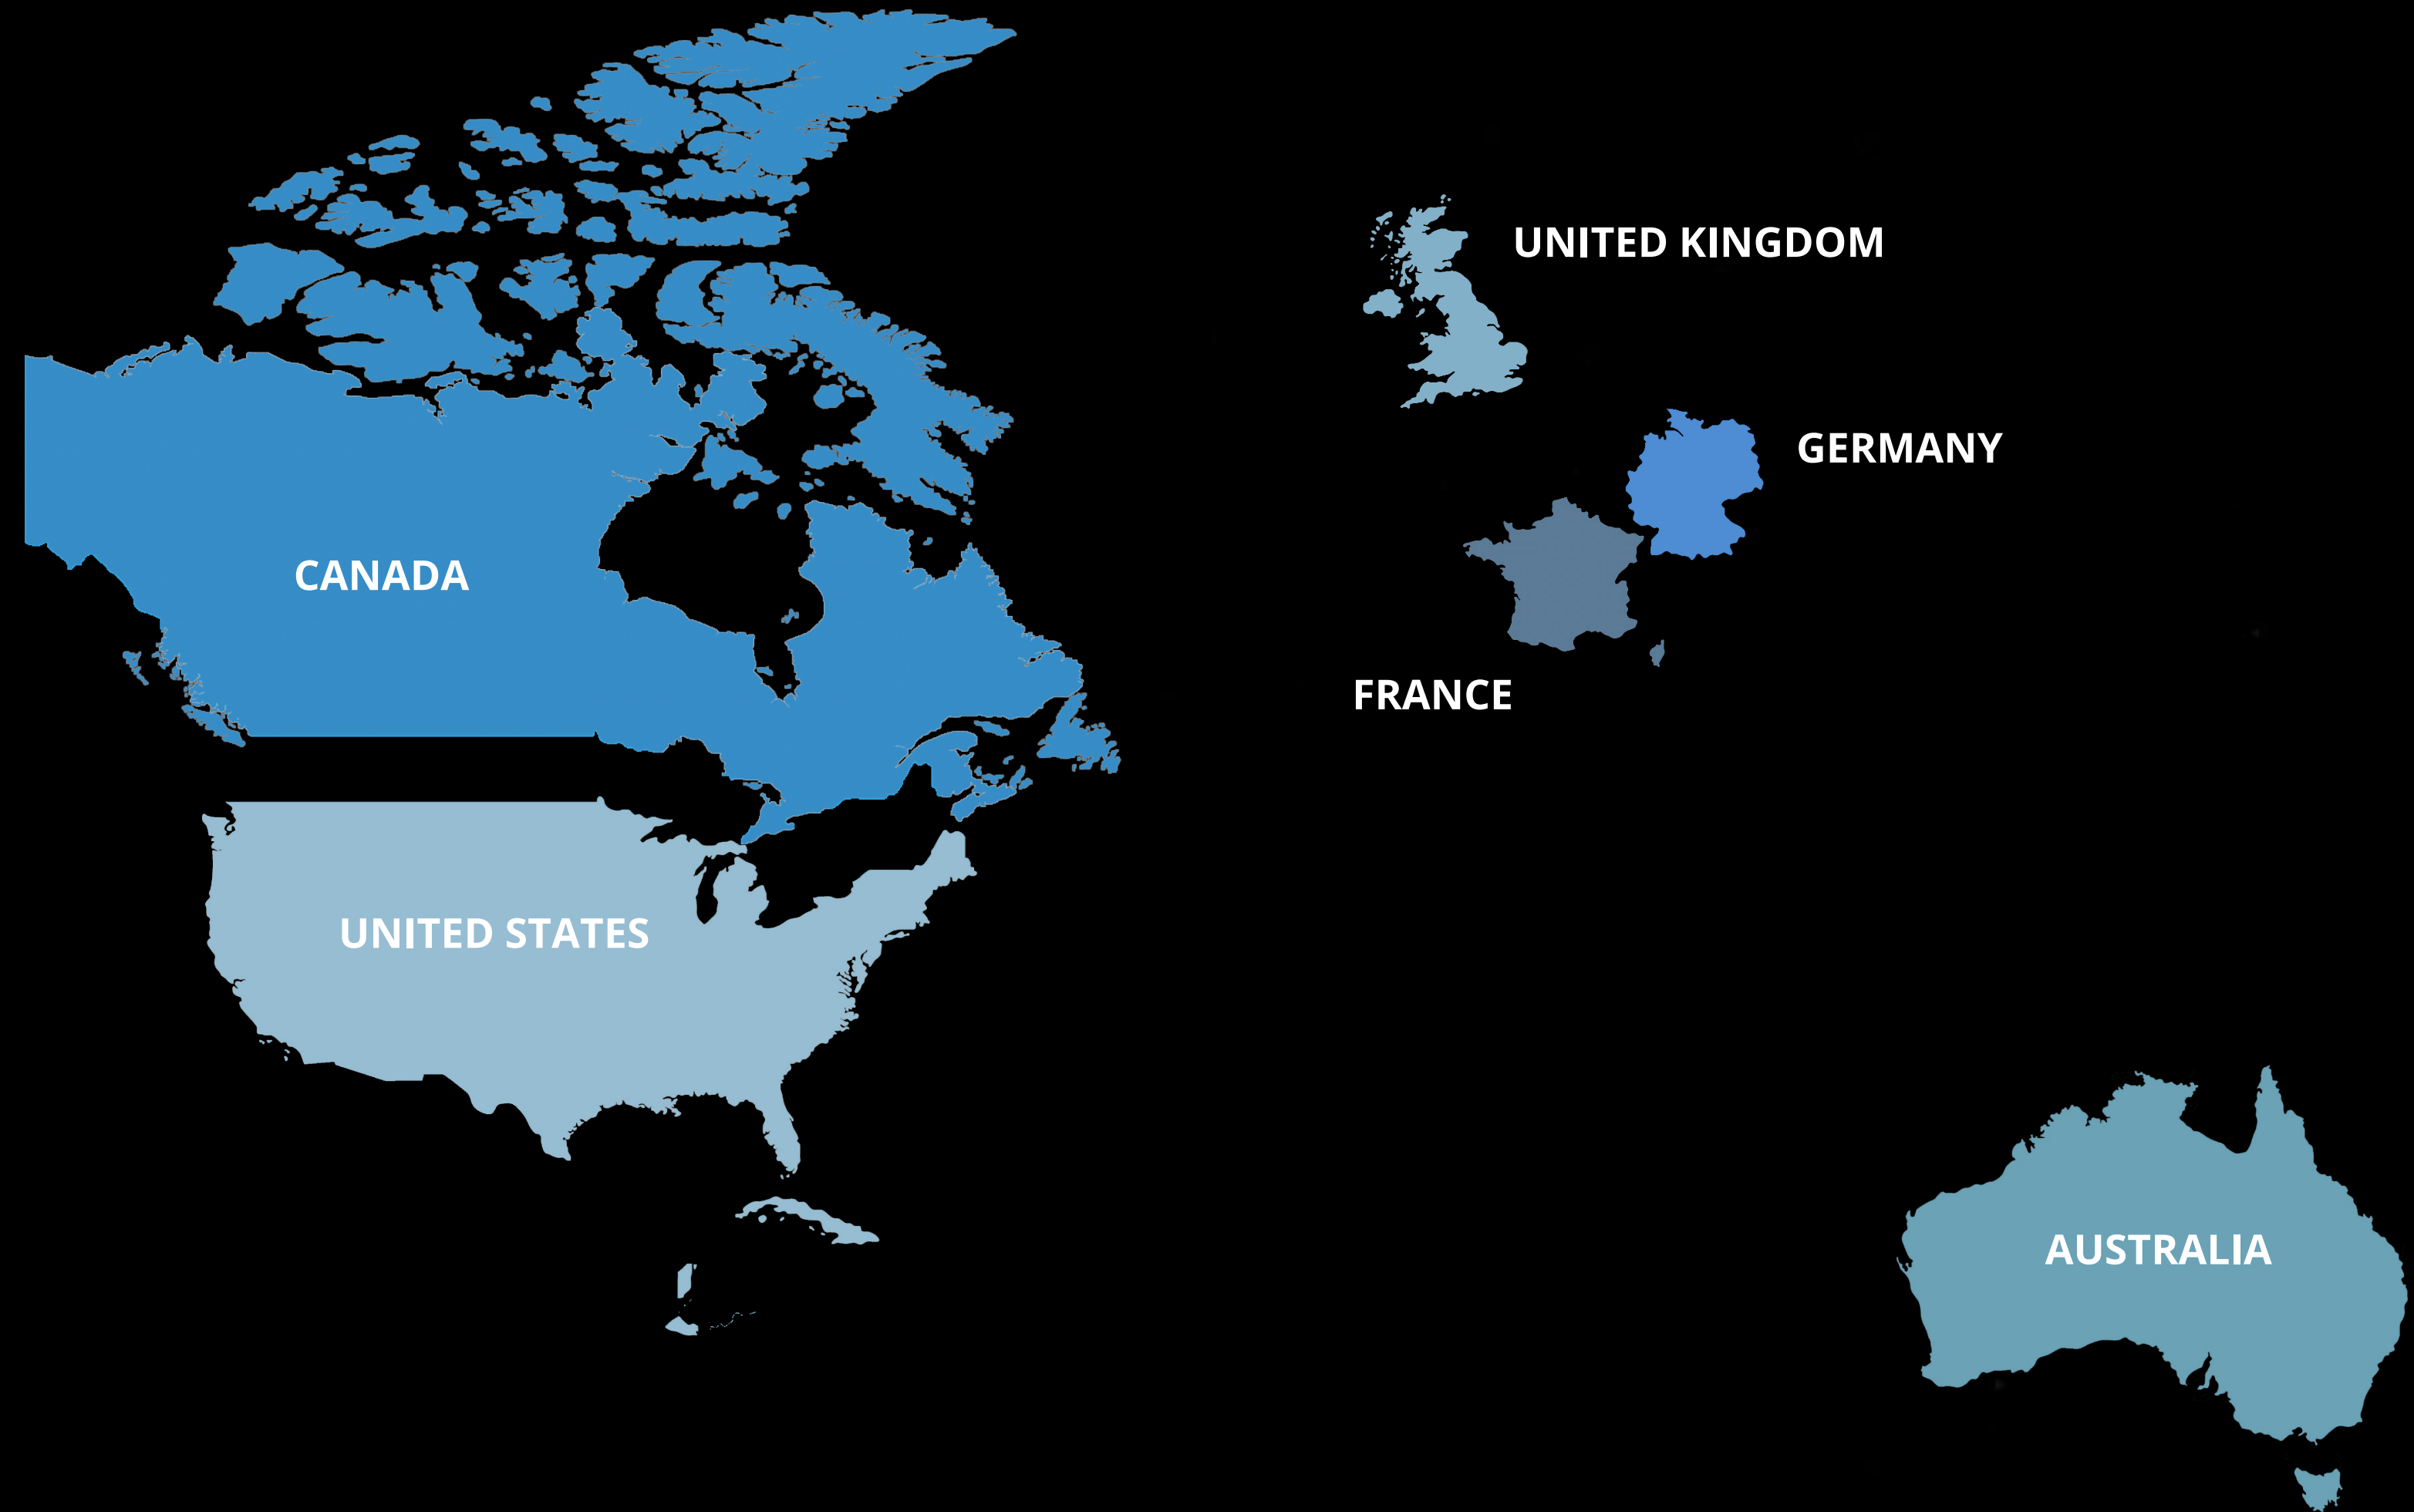 UNITED KINGDOM
GERMANY
CANADA
FRANCE
UNITED STATES
AUSTRALIA